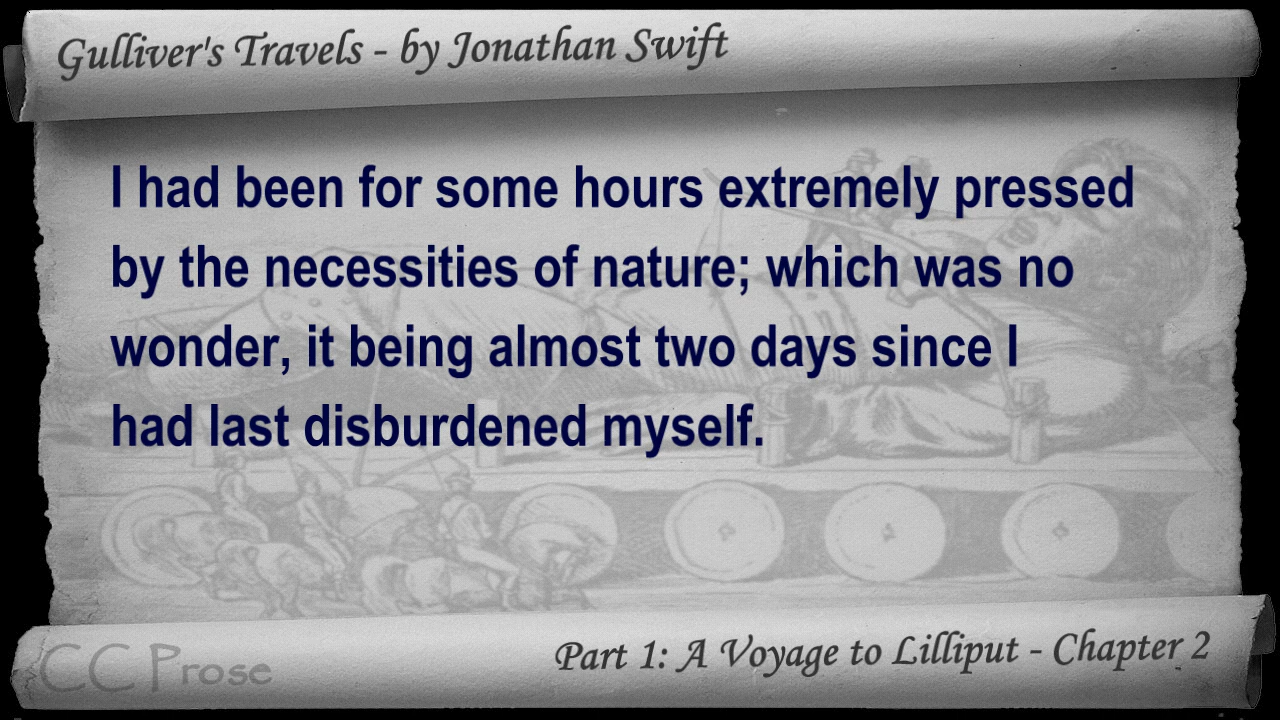 Gulliver's Travels - by Jonathan Swift
I had been for some hours extremely pressed
by the necessities of nature; which was no
wonder, it being almost two days since I
had last disburdened myself.
CC Prose
Part 1: A Voyage to Lilliput - Chapter 2